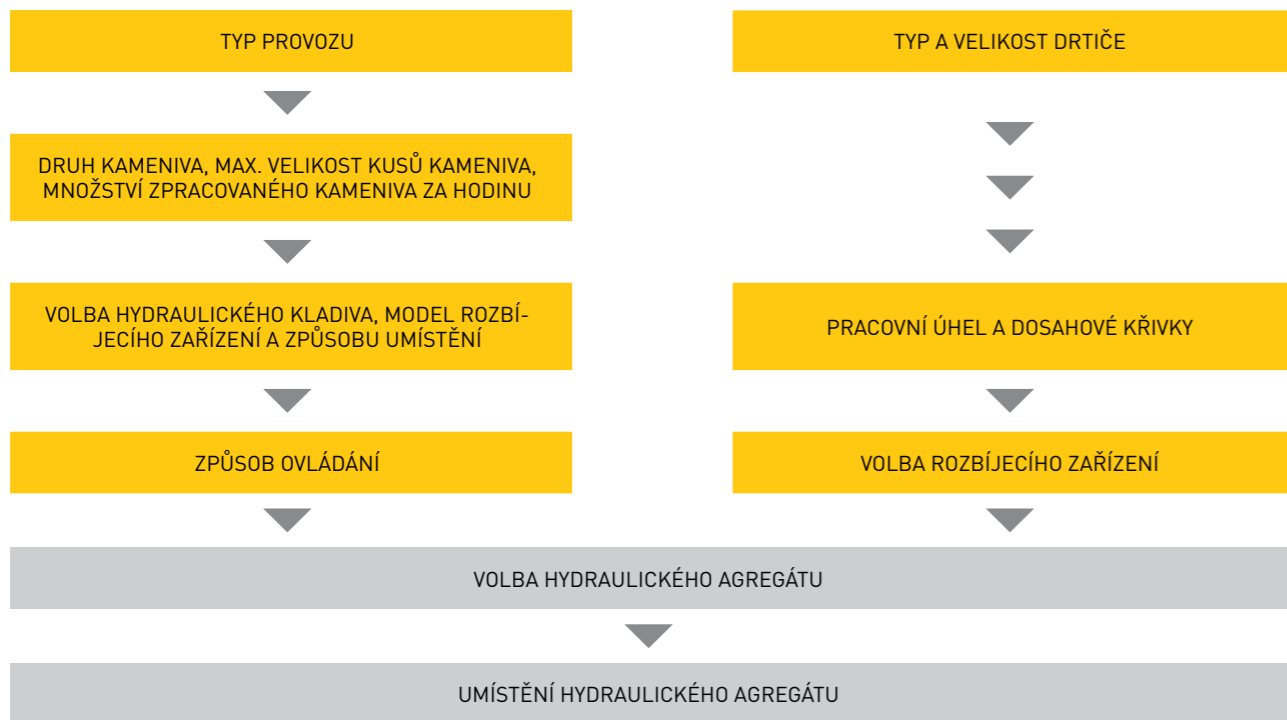 TYP PROVOZU
TYP A VELIKOST DRTIČE
DRUH KAMENIVA, MAX. VELIKOST KUSŮ KAMENIVA,
MNOŽSTVÍ ZPRACOVANÉHO KAMENIVA ZA HODINU
VOLBA HYDRAULICKÉHO KLADIVA, MODEL ROZBÍ-
JECÍHO ZAŘÍZENÍ A ZPŮSOBU UMÍSTĚNÍ
PRACOVNÍ ÚHEL A DOSAHOVÉ KŘIVKY
ZPŮSOB OVLÁDÁNÍ
VOLBA ROZBÍJECÍHO ZAŘÍZENÍ
VOLBA HYDRAULICKÉHO AGREGÁTU
UMÍSTĚNÍ HYDRAULICKÉHO AGREGÁTU